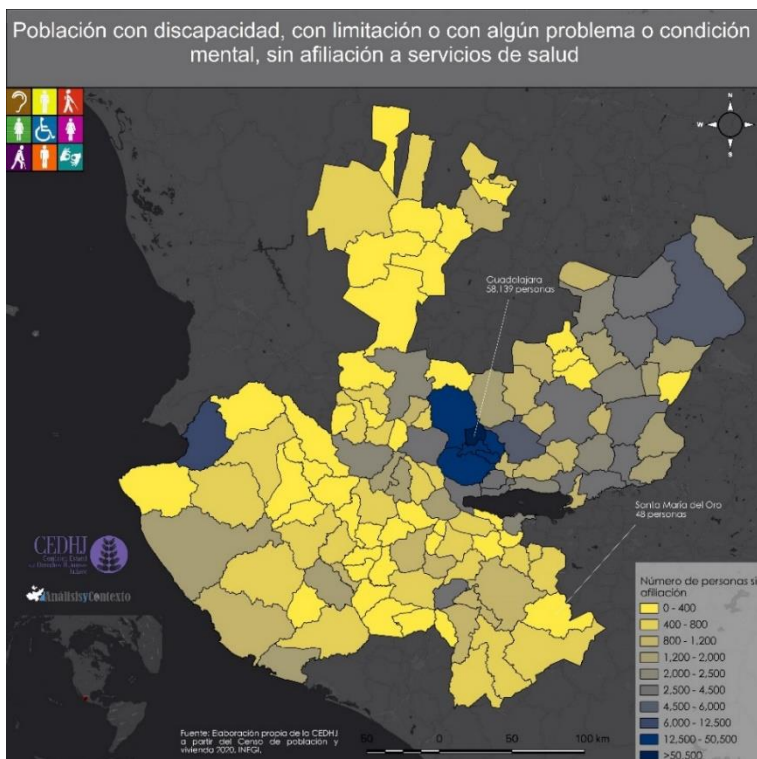 Población con discapacidad, con limitación o con algún problema o condición
mental, sin afiliación a servicios de salud
N
W
E
S
Guadalajara
58,139 personas
Santa María del Oro
48 personas
CEDHJ
AnálisisyContexto
Número de personas si
afiliación
0 - 400
400 - 800
800 - 1,200
1,200 - 2,000
2,000 - 2,500
2,500 - 4,500
4,500 - 6,000
6,000 - 12,500
12,500 - 50,500
>50,500
Fuente: Elaboración propia de la CEDHJ
a partir del Censo de población y
vivienda 2020, INEGI.
50
0
50
100 km